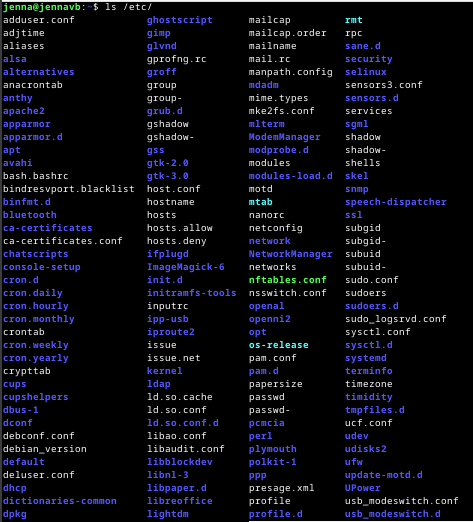 jenna@jennavb:~$ ls /etc/
adduser.conf ghostscript mailcap rmt
adjtime gimp mailcap.order rpc
aliases glvnd mailname sane.d
alsa gprofng.rc mail.rc security
alternatives groff manpath.config selinux
anacrontab group mdadm sensors3.conf
anthy group- mime.types sensors.d
apache2 grub.d mke2fs.conf services
apparmor gshadow mlterm sgml
apparmor.d gshadow- ModemManager shadow
apt gss modprobe.d shadow-
avahi gtk-2.0 modules shells
bash.bashrc gtk-3.0 modules-load.d skel
bindresvport.blacklist host.conf motd snmp
binfmt.d hostname mtab speech-dispatcher
bluetooth hosts nanorc ssl
ca-certificates hosts.allow netconfig subgid
ca-certificates.conf hosts.deny network subgid-
chatscripts ifplugd NetworkManager subuid
console-setup ImageMagick-6 networks subuid-
cron.d init.d nftables.conf sudo.conf
cron.daily initramfs-tools nsswitch.conf sudoers
cron.hourly inputrc openal sudoers.d
cron.monthly ipp-usb openni2 sudo_logsrvd.conf
crontab iproute2 opt sysctl.conf
cron.weekly issue os-release sysctl.d
cron.yearly issue.net pam.conf systemd
crypttab kernel pam.d terminfo
cups ldap papersize timezone
cupshelpers ld.so.cache passwd timidity
dbus-1 ld.so.conf passwd- tmpfiles.d
dconf ld.so.conf.d pcmcia ucf.conf
debconf.conf libao.conf perl udev
debian_version libaudit.conf plymouth udisks2
default libblockdev polkit-1 ufw
deluser.conf libnl-3 ppp update-motd.d
dhcp libpaper.d presage.xml UPower
dictionaries-common libreoffice profile usb_modeswitch.conf
dpkg lightdm profile.d usb_modeswitch.d